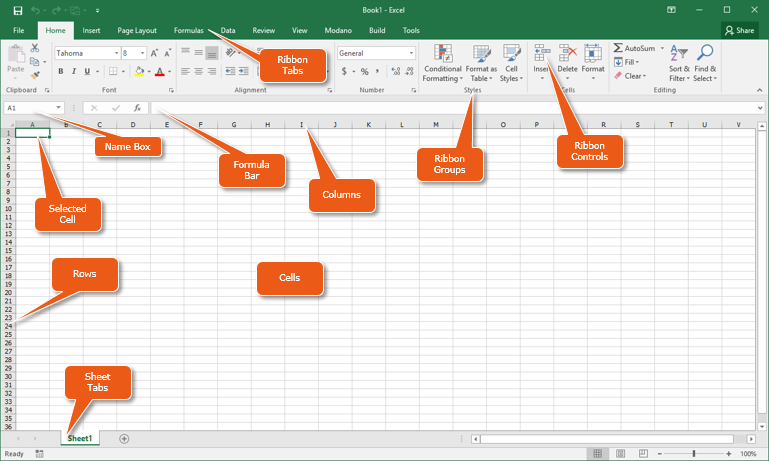 Book1 - Excel
File Home Insert Page Layout Formulas Data Review View Modano Build Tools Share
Paste
Tahoma 8 A A
B I U A
General
$ % ,
Conditional Formatting
Format as Table
Cell Styles
Insert Delete Format
AutoSum
Fill
Clear
Sort & Filter
Find & Select
Clipboard Font Alignment Number Styles Cells Editing
Ribbon
Tabs
A1 fx
A B C D E F G H I J K L M N O P Q R S T U V
Name Box
Formula
Bar
Columns
Ribbon
Groups
Ribbon
Controls
Selected
Cell
Rows
Cells
Sheet
Tabs
1
2
3
4
5
6
7
8
9
10
11
12
13
14
15
16
17
18
19
20
21
22
23
24
25
26
27
28
29
30
31
32
33
34
35
36
Sheet1
Ready 100%